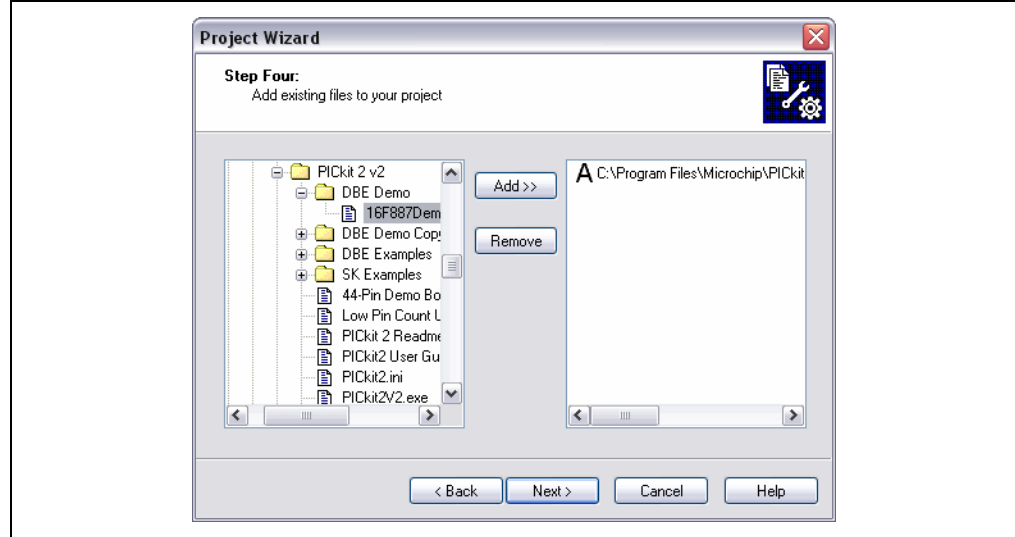 Project Wizard
Step Four:
Add existing files to your project
PICkit 2 v2
DBE Demo
16F887Dem
DBE Demo Copy
DBE Examples
SK Examples
44-Pin Demo Bo
Low Pin Count U
PICkit 2 Readme
PICkit2 User Gu
PICkit2.ini
PICkit2V2.exe
Add >>
Remove
A C:\Program Files\Microchip\PICkit
< Back
Next >
Cancel
Help